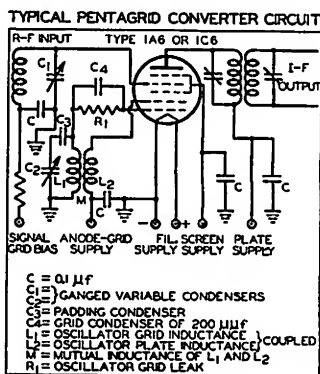 TYPICAL PENTAGRID CONVERTER CIRCUIT
R-F INPUT
TYPE 1A6 OR 1C6
C1
C4
I-F
OUTPUT
C
C3
R1
C2
L1
L2
M
C
C
C
- +
SIGNAL
GRID BIAS
ANODE-GRID
SUPPLY
FIL.
SUPPLY
SCREEN
SUPPLY
PLATE
SUPPLY
C = 0.1 μf
C1=
C2=
}GANGED VARIABLE CONDENSERS
C3=PADDING CONDENSER
C4= GRID CONDENSER OF 200 μμf
L1= OSCILLATOR GRID INDUCTANCE
L2= OSCILLATOR PLATE INDUCTANCE
}COUPLED
M = MUTUAL INDUCTANCE OF L1 AND L2
R1= OSCILLATOR GRID LEAK